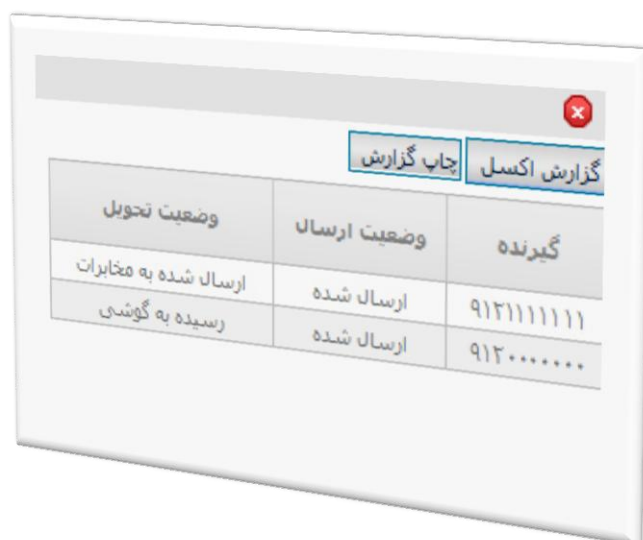 گزارش اکسل چاپ گزارش
گیرنده وضعیت ارسال وضعیت تحویل
۹۱۲۱۱۱۱۱۱۱ ارسال شده ارسال شده به مخابرات
۹۱۲۰۰۰۰۰۰۰ ارسال شده رسیده به گوشی